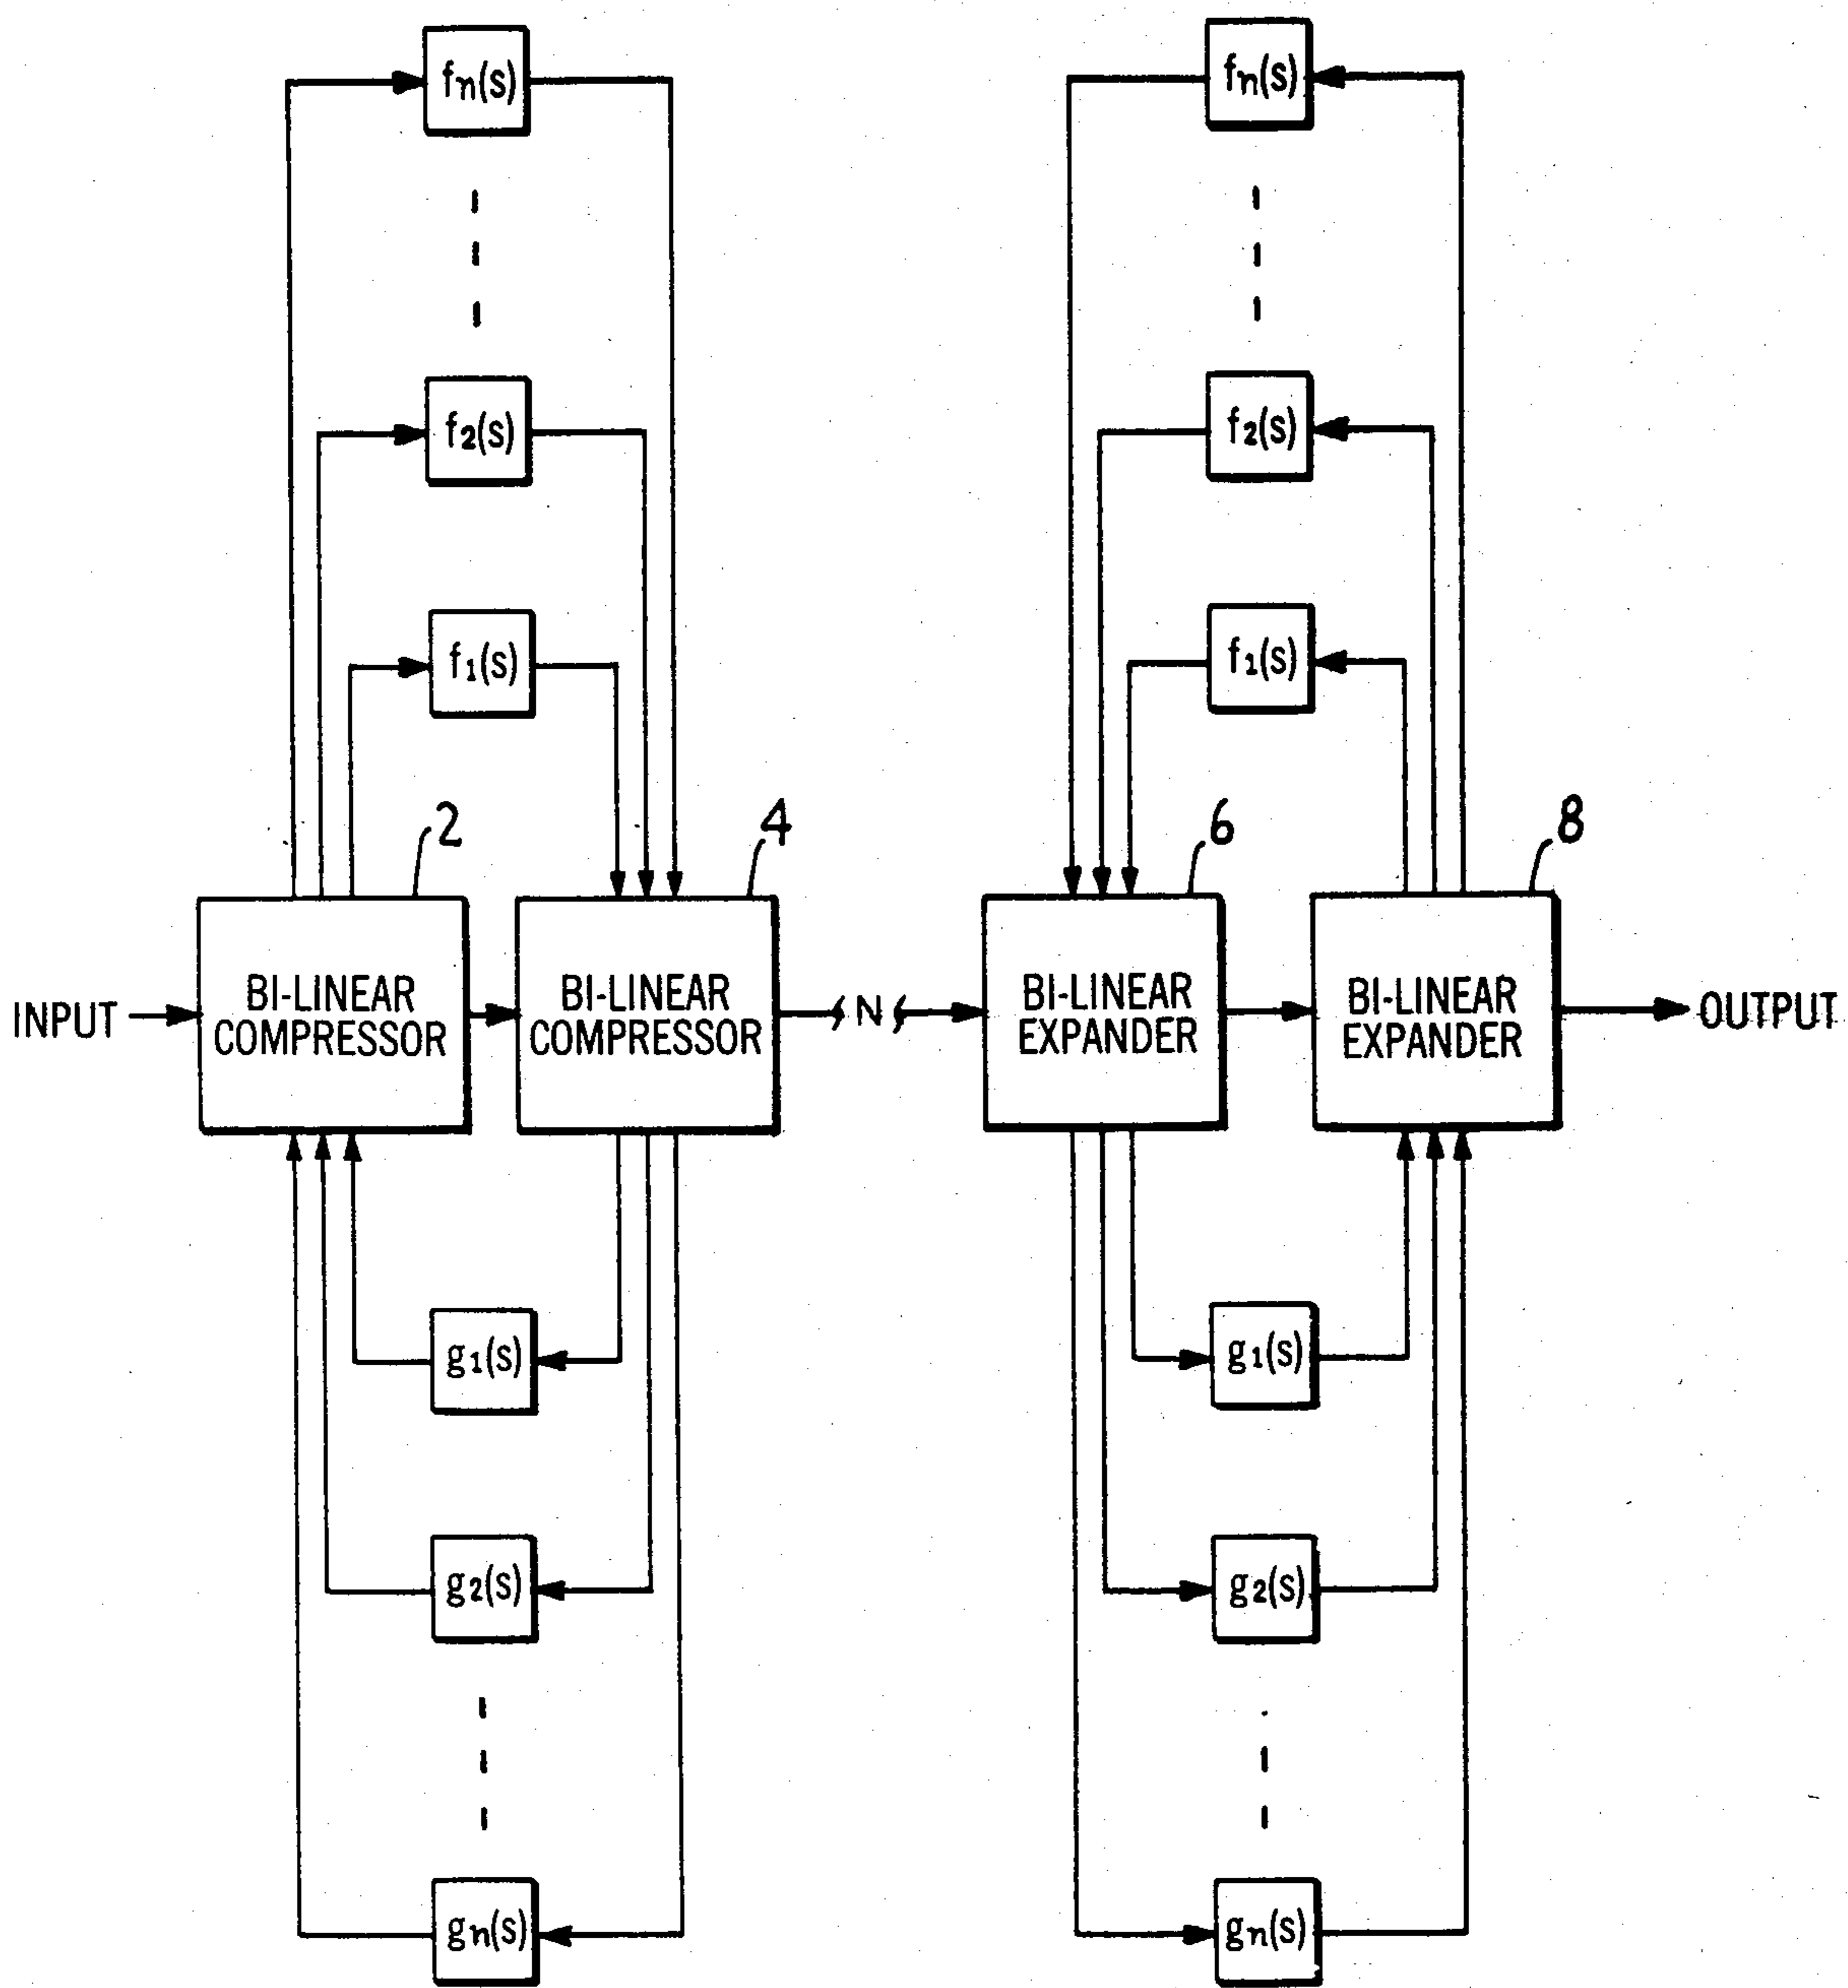 fn(s)
fn(s)
f2(s)
f2(s)
f1(s)
f1(s)
2
4
6
8
INPUT
BI-LINEAR
COMPRESSOR
BI-LINEAR
COMPRESSOR
N
BI-LINEAR
EXPANDER
BI-LINEAR
EXPANDER
OUTPUT
g1(s)
g1(s)
g2(s)
g2(s)
gn(s)
gn(s)